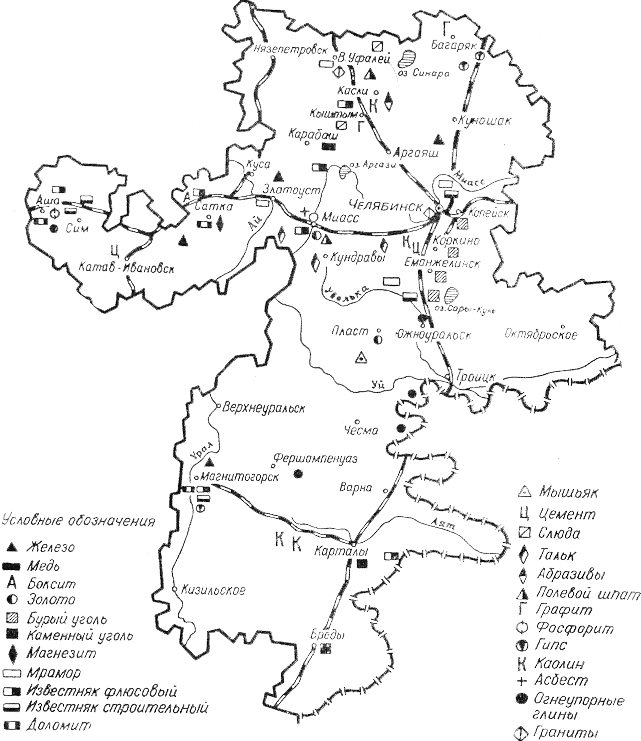 Нязепетровск
В.Уфалей
Г
Багаряк
оз. Синара
Касли
К
Кыштым
Г
Кунашак
Карабаш
Аргаяш
оз. Аргази
Миасс
Куса
А
Златоуст
ЧЕЛЯБИНСК
Копейск
Аша
Сим
Сатка
Ай
Миасс
К
Ц
Коркино
Ц
Катав-Ивановск
Кундравы
Еманжелинск
Увелька
оз. Сары-Куль
Пласт
Южноуральск
Октябрьское
Уй
Троицк
Верхнеуральск
Чесма
Урал
Фершампенуаз
Магнитогорск
Варна
Аят
К К
Карталы
Кизильское
Бреды
Условные обозначения
Железо
Медь
А Боксит
Золото
Бурый уголь
Каменный уголь
Магнезит
Мрамор
Известняк флюсовый
Известняк строительный
Доломит
Мышьяк
Ц Цемент
Слюда
Тальк
Абразивы
Полевой шпат
Г Графит
Фосфорит
Гипс
К Каолин
+ Асбест
Огнеупорные
глины
Граниты